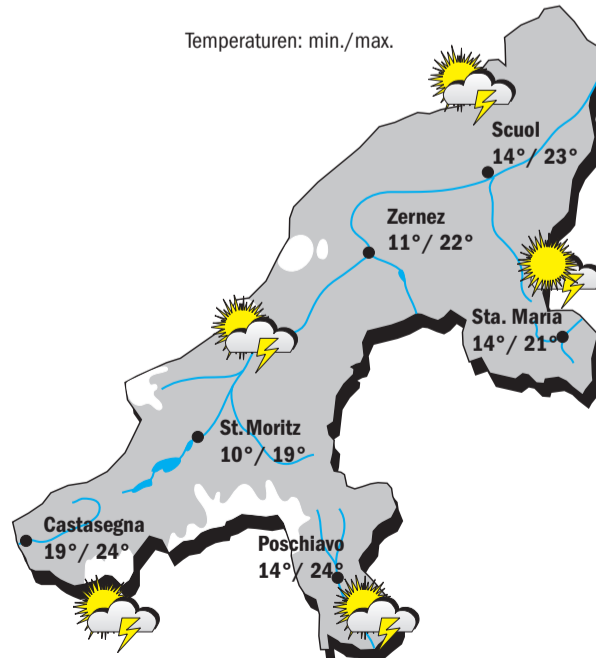 Temperaturen: min./max.
Scuol
14°/ 23°
Zernez
11°/ 22°
Sta. Maria
14°/ 21°
St. Moritz
10°/ 19°
Castasegna
19°/ 24°
Poschiavo
14°/ 24°